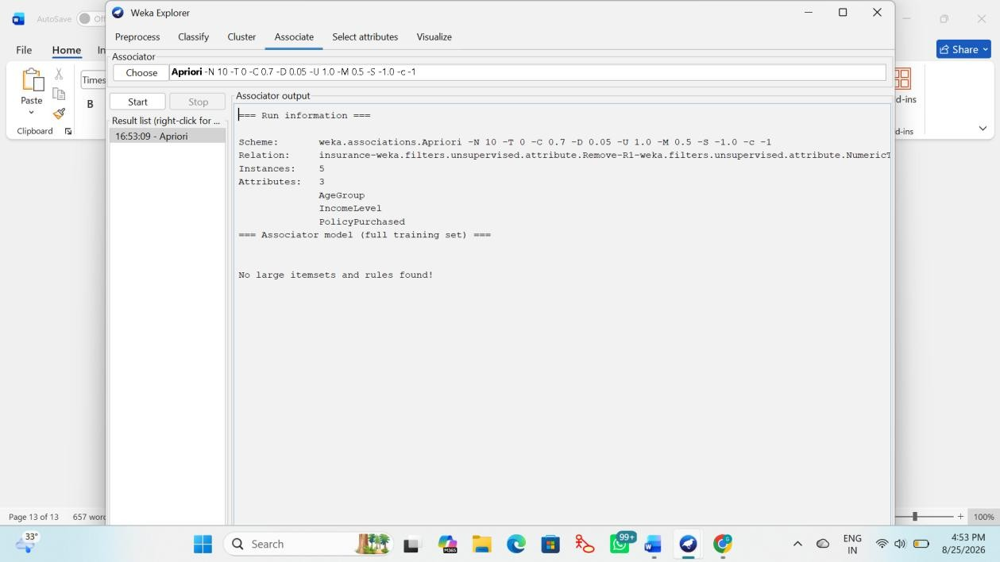 Weka Explorer
AutoSave Off
Preprocess Classify Cluster Associate Select attributes Visualize
File Home In
Share
Associator
Choose Apriori -N 10 -T 0 -C 0.7 -D 0.05 -U 1.0 -M 0.5 -S -1.0 -c -1
Times
Paste
B
d-ins
Start Stop
Associator output
Result list (right-click for ...
Clipboard
d-ins
16:53:09 - Apriori
=== Run information ===
Scheme: weka.associations.Apriori -N 10 -T 0 -C 0.7 -D 0.05 -U 1.0 -M 0.5 -S -1.0 -c -1
Relation: insurance-weka.filters.unsupervised.attribute.Remove-R1-weka.filters.unsupervised.attribute.NumericT
Instances: 5
Attributes: 3
AgeGroup
IncomeLevel
PolicyPurchased
=== Associator model (full training set) ===
No large itemsets and rules found!
Page 13 of 13 657 word
100%
33°
Search
M365
99+
ENG
IN
4:53 PM
8/25/2026